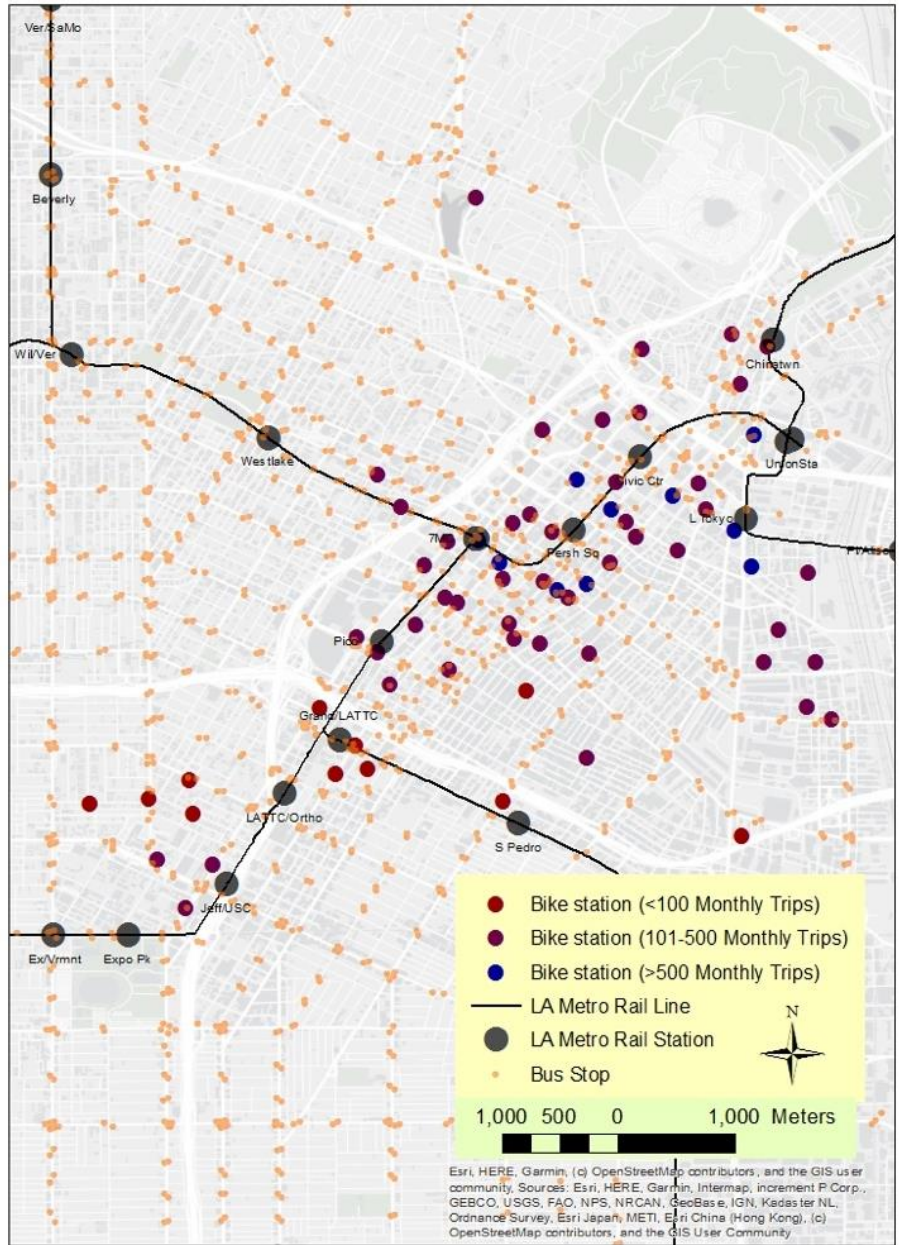 Ver/SaMo
Beverly
Wil/Ver
Chinatwn
Westlake
Civic Ctr
UnionSta
L Tokyo
7M
Persh Sq
Pico
Grand/LATTC
LATTC/Ortho
S Pedro
Jeff/USC
Ex/Vrmnt
Expo Pk
Bike station (<100 Monthly Trips)
Bike station (101-500 Monthly Trips)
Bike station (>500 Monthly Trips)
LA Metro Rail Line
N
LA Metro Rail Station
Bus Stop
1,000 500 0 1,000 Meters
Esri, HERE, Garmin, (c) OpenStreetMap contributors, and the GIS user
community, Sources: Esri, HERE, Garmin, Intermap, increment P Corp.,
GEBCO, USGS, FAO, NPS, NRCAN, GeoBase, IGN, Kadaster NL,
Ordnance Survey, Esri Japan, METI, Esri China (Hong Kong), (c)
OpenStreetMap contributors, and the GIS User Community